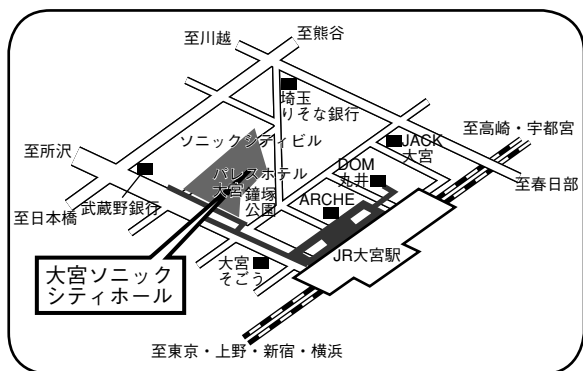 至川越
至熊谷
埼玉
りそな銀行
ソニックシティビル
JACK
大宮
至高崎・宇都宮
至所沢
DOM
丸井
パレスホテル
大宮
鐘塚
公園
ARCHE
至春日部
武蔵野銀行
至日本橋
大宮ソニック
シティホール
大宮
そごう
JR大宮駅
至東京・上野・新宿・横浜